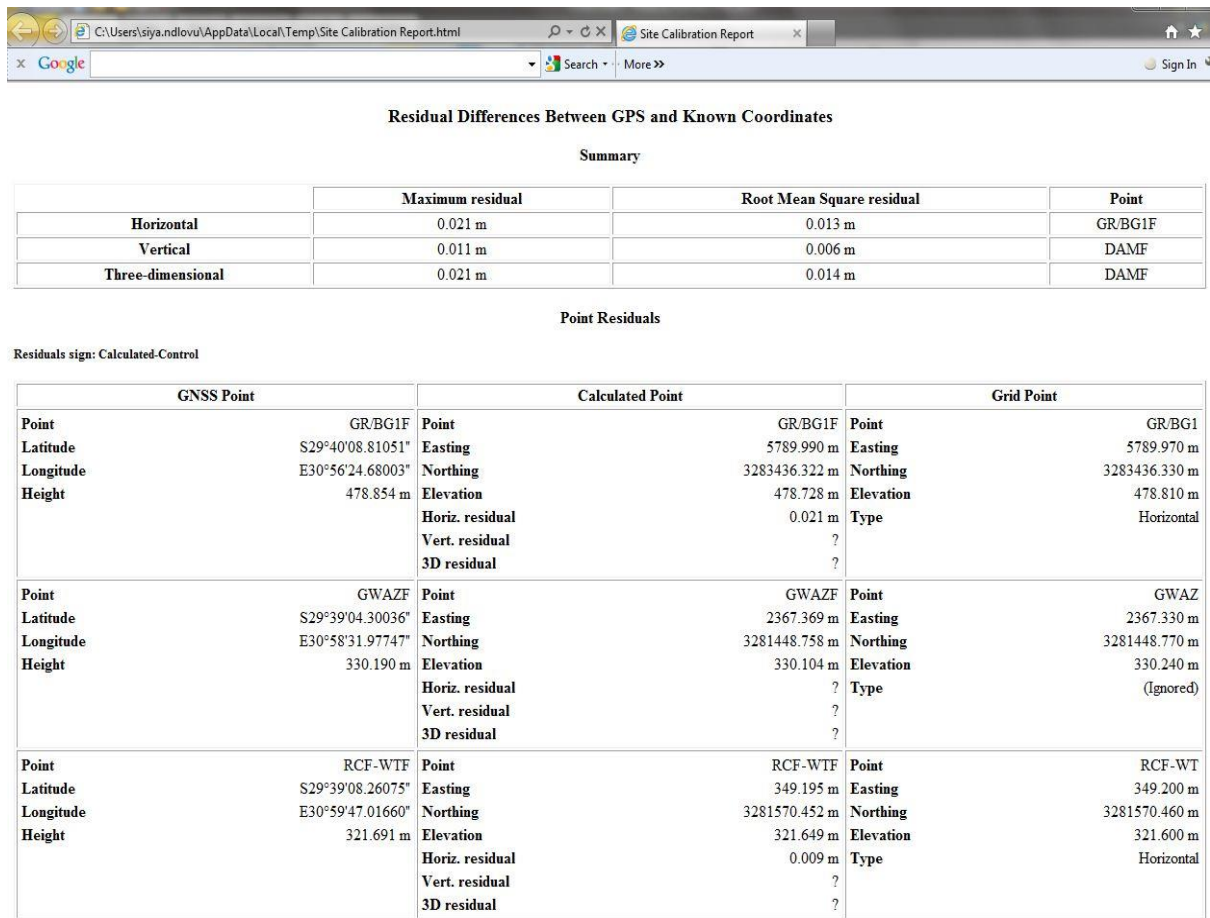 C:\Users\siya.ndlovu\AppData\Local\Temp\Site Calibration Report.html Site Calibration Report
x Google Search More >> Sign In
Residual Differences Between GPS and Known Coordinates
Summary
Maximum residual Root Mean Square residual Point
Horizontal 0.021 m 0.013 m GR/BG1F
Vertical 0.011 m 0.006 m DAMF
Three-dimensional 0.021 m 0.014 m DAMF
Point Residuals
Residuals sign: Calculated-Control
GNSS Point Calculated Point Grid Point
Point GR/BG1F Point GR/BG1F Point GR/BG1
Latitude S29°40'08.81051" Easting 5789.990 m Easting 5789.970 m
Longitude E30°56'24.68003" Northing 3283436.322 m Northing 3283436.330 m
Height 478.854 m Elevation 478.728 m Elevation 478.810 m
Horiz. residual 0.021 m Type Horizontal
Vert. residual ?
3D residual ?
Point GWAZF Point GWAZF Point GWAZ
Latitude S29°39'04.30036" Easting 2367.369 m Easting 2367.330 m
Longitude E30°58'31.97747" Northing 3281448.758 m Northing 3281448.770 m
Height 330.190 m Elevation 330.104 m Elevation 330.240 m
Horiz. residual ? Type (Ignored)
Vert. residual ?
3D residual ?
Point RCF-WTF Point RCF-WTF Point RCF-WT
Latitude S29°39'08.26075" Easting 349.195 m Easting 349.200 m
Longitude E30°59'47.01660" Northing 3281570.452 m Northing 3281570.460 m
Height 321.691 m Elevation 321.649 m Elevation 321.600 m
Horiz. residual 0.009 m Type Horizontal
Vert. residual ?
3D residual ?